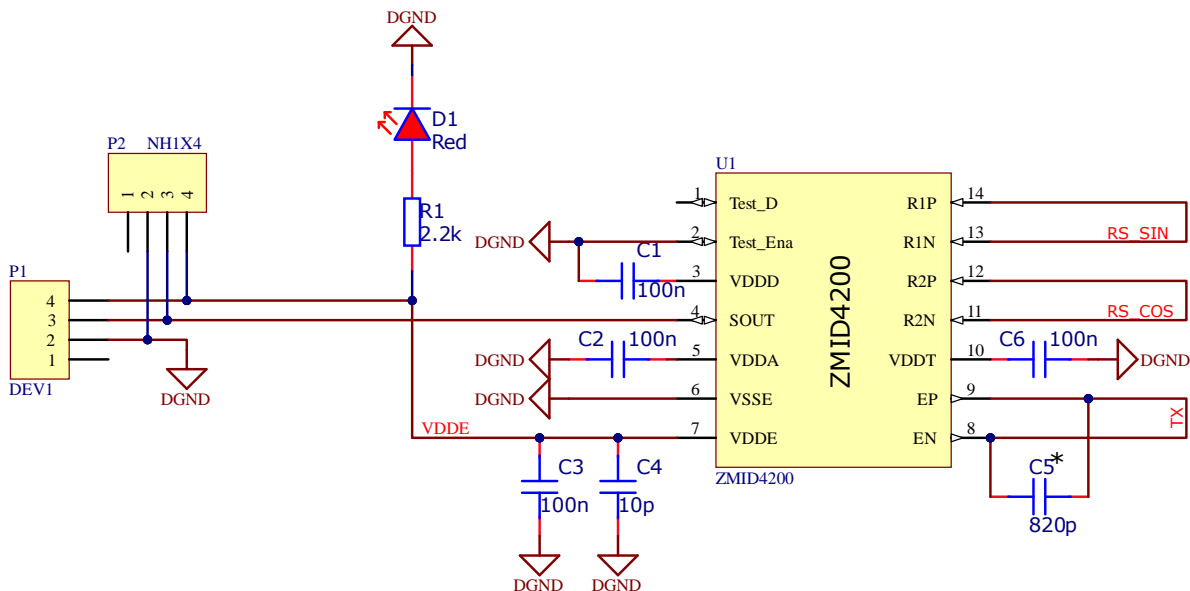 DGND
D1
Red
P2 NH1X4
1 2 3 4
R1
2.2k
P1
4
3
2
1
DEV1
DGND
U1
ZMID4200
1 Test_D
2 Test_Ena
3 VDDD
4 SOUT
5 VDDA
6 VSSE
7 VDDE
R1P 14
R1N 13
R2P 12
R2N 11
VDDT 10
EP 9
EN 8
ZMID4200
DGND
C1
100n
DGND
C2 100n
DGND
VDDE
C3
100n
DGND
C4
10p
DGND
RS_SIN
RS_COS
C6 100n
DGND
TX
C5*
820p